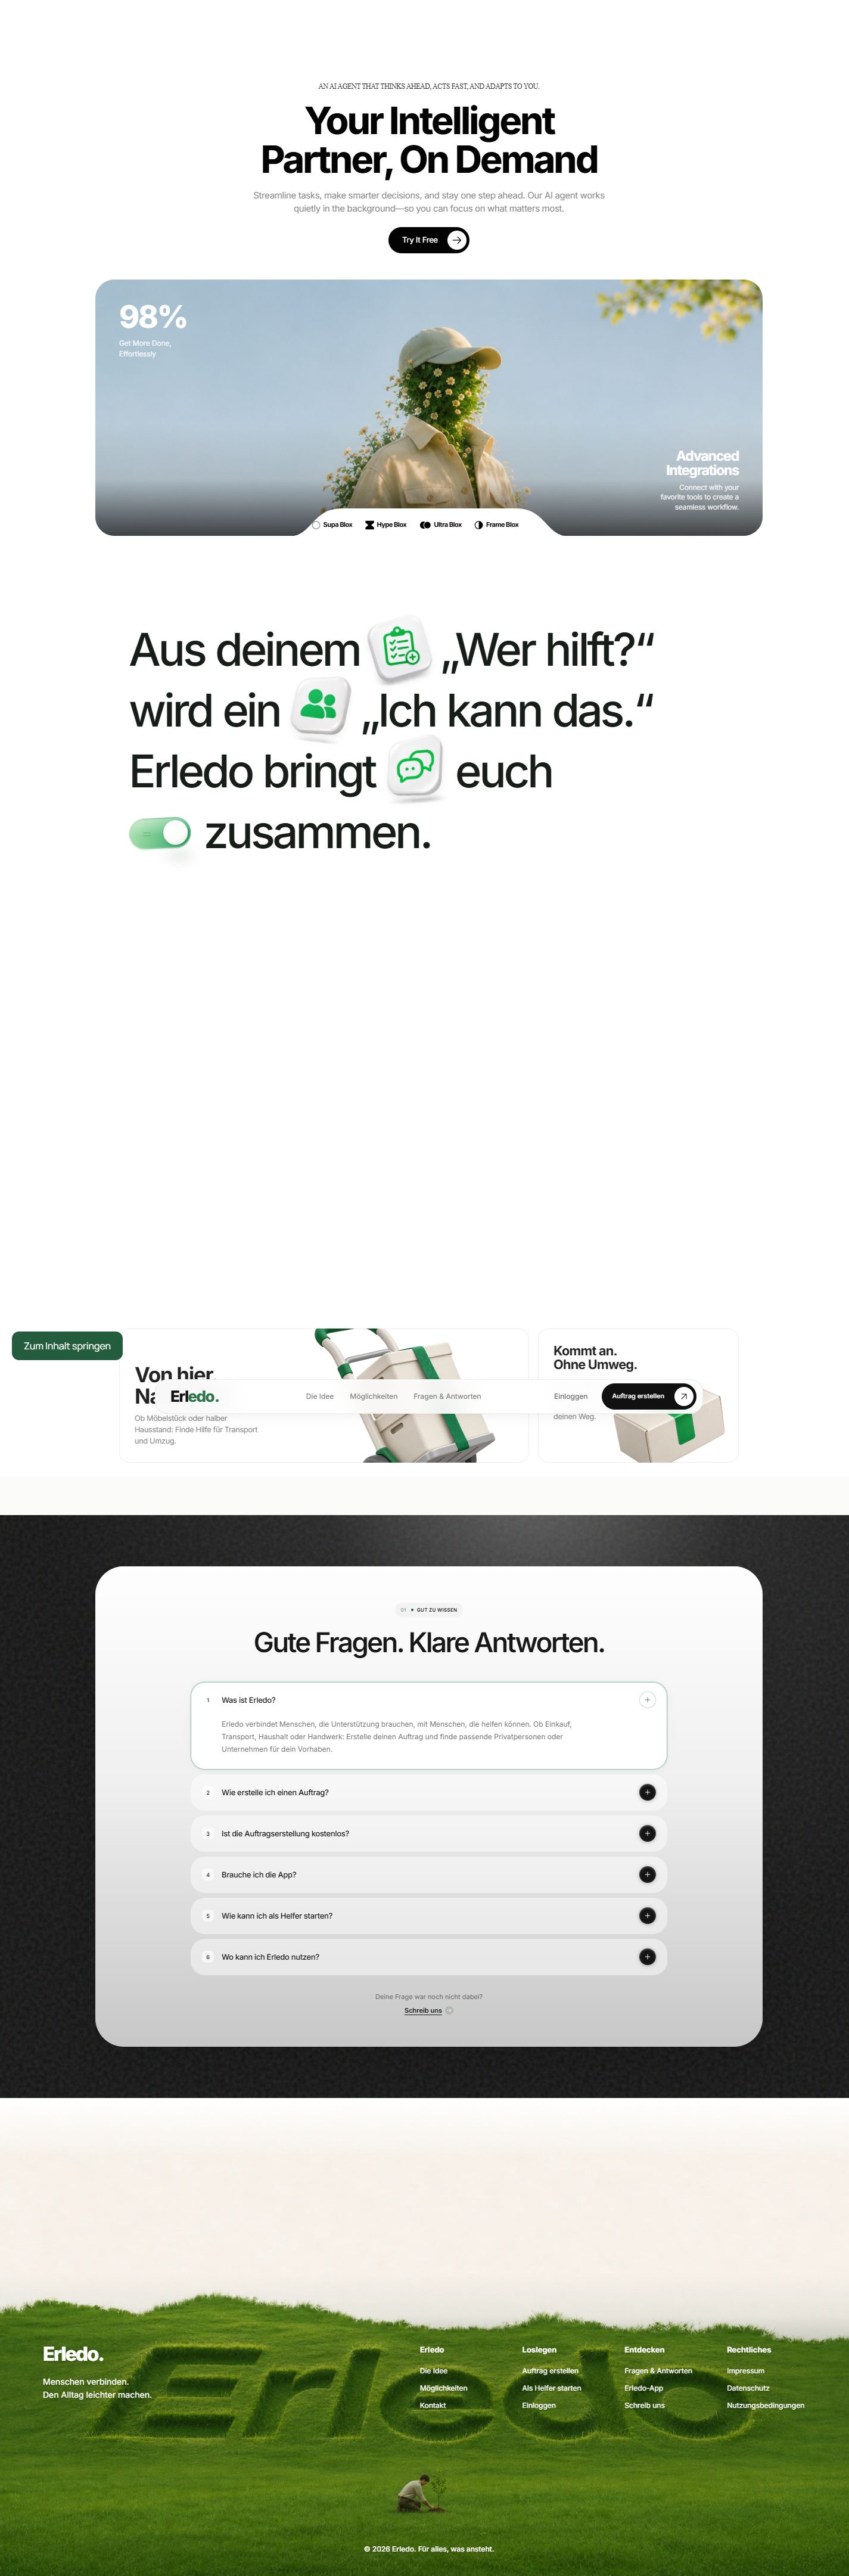 AN AI AGENT THAT THINKS AHEAD, ACTS FAST, AND ADAPTS TO YOU.
Your Intelligent
Partner, On Demand
Streamline tasks, make smarter decisions, and stay one step ahead. Our AI agent works
quietly in the background—so you can focus on what matters most.
Try It Free
98%
Get More Done,
Effortlessly
Advanced
Integrations
Connect with your
favorite tools to create a
seamless workflow.
Supa Blox
Hype Blox
Ultra Blox
Frame Blox
Aus deinem „Wer hilft?“
wird ein „Ich kann das.“
Erledo bringt euch
zusammen.
Zum Inhalt springen
Von hier
Ob Möbelstück oder halber
Hausstand: Finde Hilfe für Transport
und Umzug.
Kommt an.
Ohne Umweg.
deinen Weg.
Erledo.
Die Idee
Möglichkeiten
Fragen & Antworten
Einloggen
Auftrag erstellen
GUT ZU WISSEN
Gute Fragen. Klare Antworten.
1 Was ist Erledo?
Erledo verbindet Menschen, die Unterstützung brauchen, mit Menschen, die helfen können. Ob Einkauf,
Transport, Haushalt oder Handwerk: Erstelle deinen Auftrag und finde passende Privatpersonen oder
Unternehmen für dein Vorhaben.
2 Wie erstelle ich einen Auftrag?
3 Ist die Auftragserstellung kostenlos?
4 Brauche ich die App?
5 Wie kann ich als Helfer starten?
6 Wo kann ich Erledo nutzen?
Deine Frage war noch nicht dabei?
Schreib uns
Erledo.
Menschen verbinden.
Den Alltag leichter machen.
Erledo
Die Idee
Möglichkeiten
Kontakt
Loslegen
Auftrag erstellen
Als Helfer starten
Einloggen
Entdecken
Fragen & Antworten
Erledo-App
Schreib uns
Rechtliches
Impressum
Datenschutz
Nutzungsbedingungen
Erledo
© 2026 Erledo. Für alles, was ansteht.